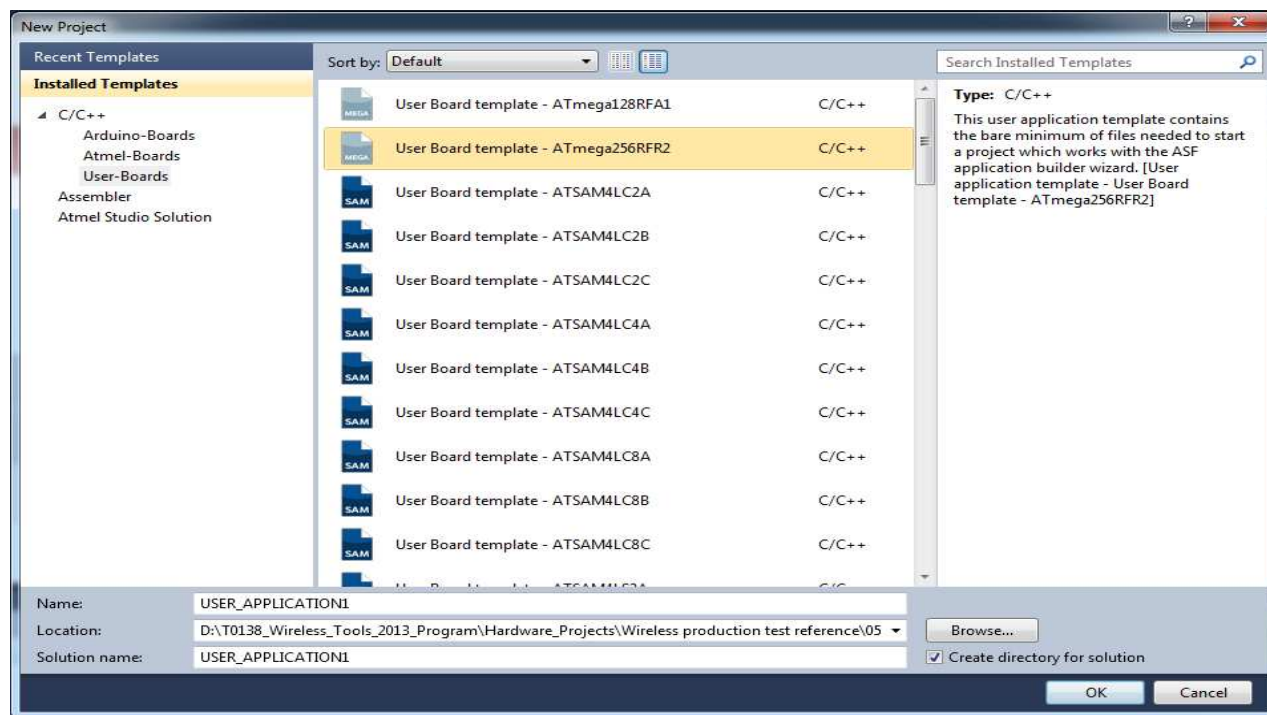 New Project
Recent Templates
Installed Templates
C/C++
Arduino-Boards
Atmel-Boards
User-Boards
Assembler
Atmel Studio Solution
Sort by: Default
Search Installed Templates
MEGA User Board template - ATmega128RFA1 C/C++
MEGA User Board template - ATmega256RFR2 C/C++
SAM User Board template - ATSAM4LC2A C/C++
SAM User Board template - ATSAM4LC2B C/C++
SAM User Board template - ATSAM4LC2C C/C++
SAM User Board template - ATSAM4LC4A C/C++
SAM User Board template - ATSAM4LC4B C/C++
SAM User Board template - ATSAM4LC4C C/C++
SAM User Board template - ATSAM4LC8A C/C++
SAM User Board template - ATSAM4LC8B C/C++
SAM User Board template - ATSAM4LC8C C/C++
Type: C/C++
This user application template contains
the bare minimum of files needed to start
a project which works with the ASF
application builder wizard. [User
application template - User Board
template - ATmega256RFR2]
Name: USER_APPLICATION1
Location: D:\T0138_Wireless_Tools_2013_Program\Hardware_Projects\Wireless production test reference\05
Browse...
Solution name: USER_APPLICATION1
Create directory for solution
OK Cancel